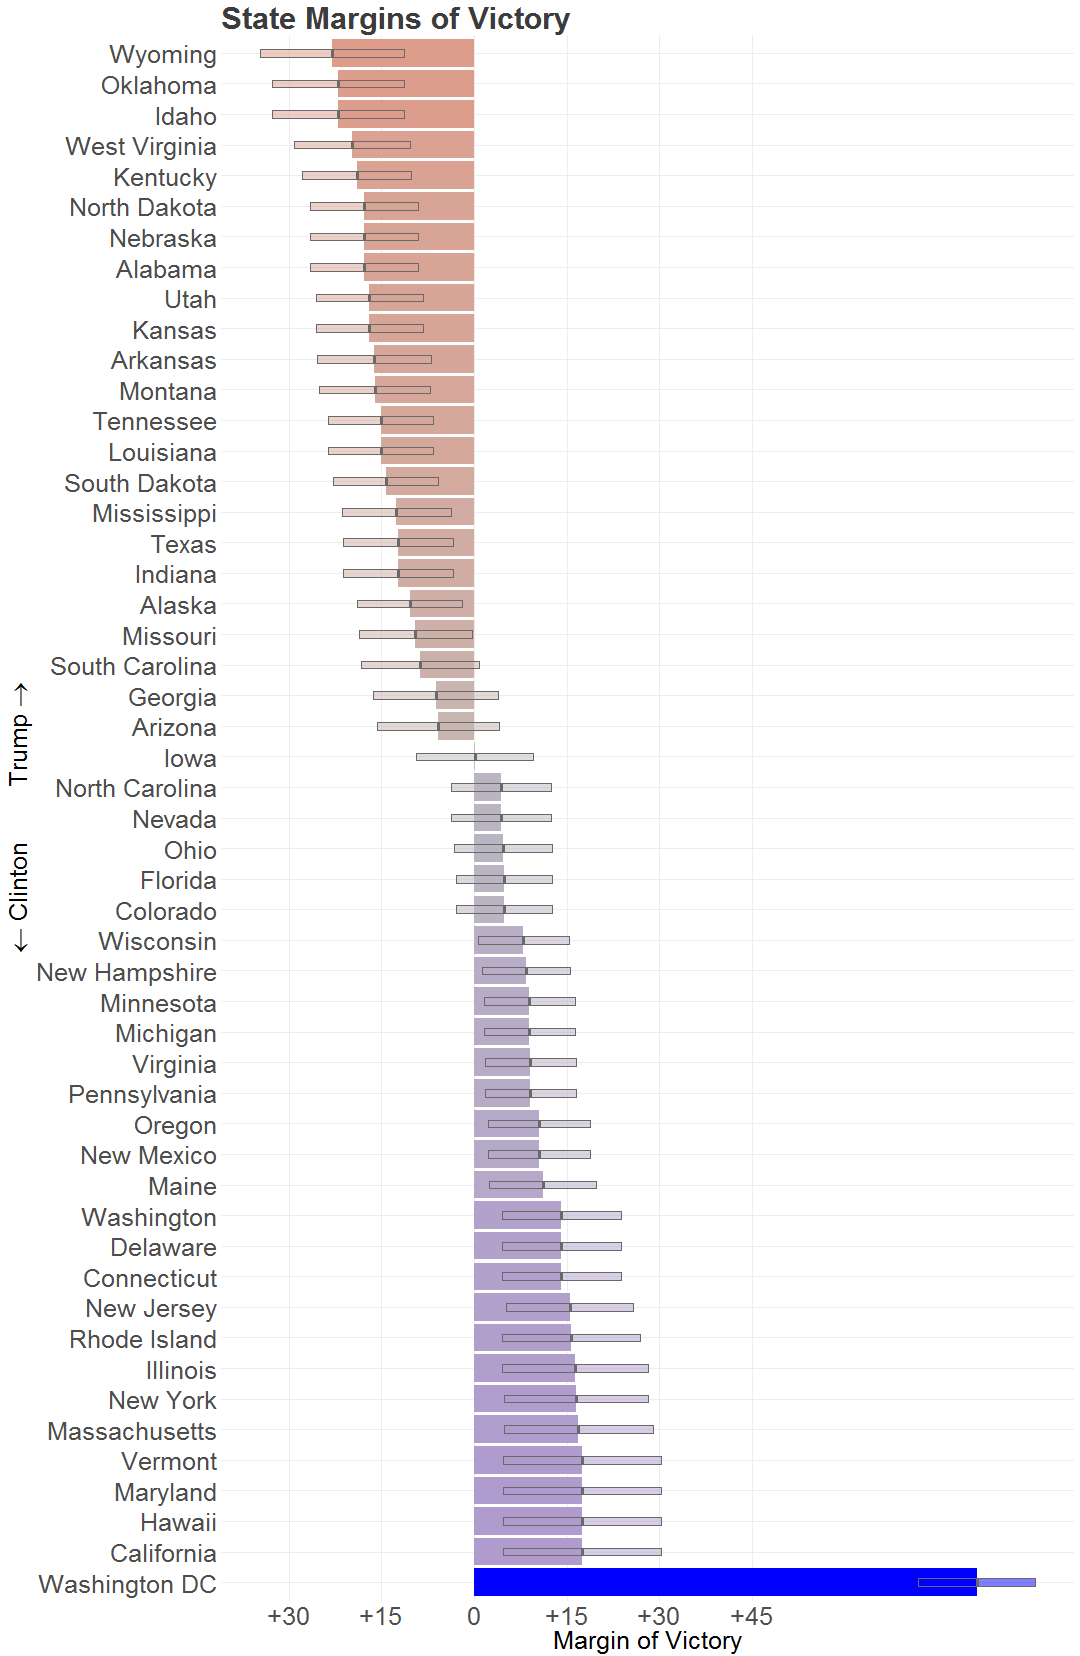 State Margins of Victory
Wyoming
Oklahoma
Idaho
West Virginia
Kentucky
North Dakota
Nebraska
Alabama
Utah
Kansas
Arkansas
Montana
Tennessee
Louisiana
South Dakota
Mississippi
Texas
Indiana
Alaska
Missouri
South Carolina
Georgia
Arizona
Iowa
North Carolina
Nevada
Ohio
Florida
Colorado
Wisconsin
New Hampshire
Minnesota
Michigan
Virginia
Pennsylvania
Oregon
New Mexico
Maine
Washington
Delaware
Connecticut
New Jersey
Rhode Island
Illinois
New York
Massachusetts
Vermont
Maryland
Hawaii
California
Washington DC
← Clinton Trump →
+30 +15 0 +15 +30 +45
Margin of Victory